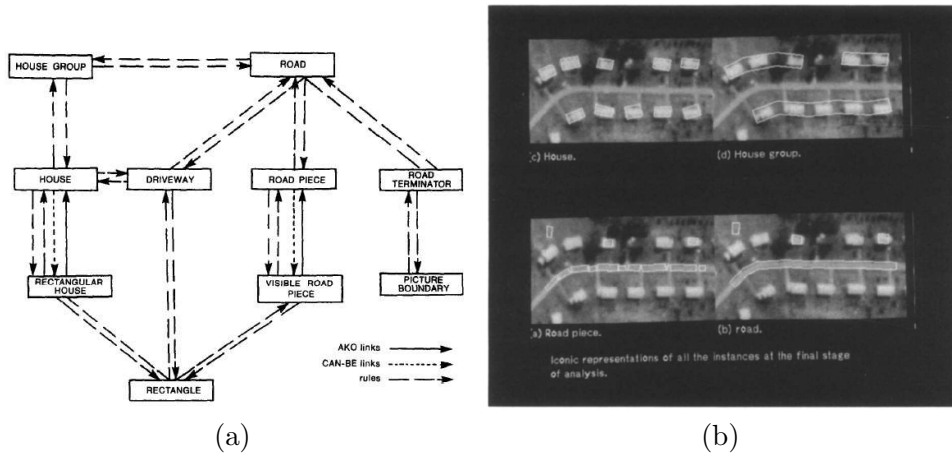 HOUSE GROUP
ROAD
HOUSE
DRIVEWAY
ROAD PIECE
ROAD
TERMINATOR
RECTANGULAR
HOUSE
VISIBLE ROAD
PIECE
PICTURE
BOUNDARY
AKO links
CAN-BE links
rules
RECTANGLE
(a)
(c) House.
(d) House group.
(a) Road piece.
(b) road.
Iconic representations of all the instances at the final stage
of analysis.
(b)